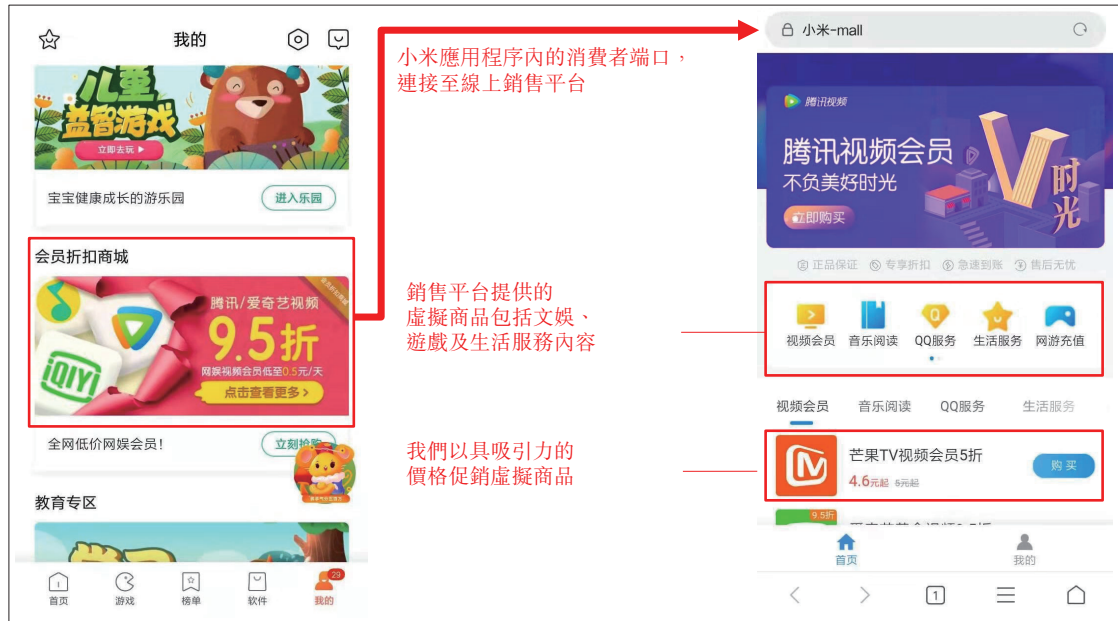 我的
儿童
益智游戏
立即去玩
宝宝健康成长的游乐园
进入乐园
会员折扣商城
腾讯/爱奇艺视频
9.5折
网娱视频会员低至0.5元/天
点击查看更多>
iQIYI
全网低价网娱会员!
立刻抢购
教育专区
首页
游戏
榜单
软件
我的
29
小米應用程序內的消費者端口，
連接至線上銷售平台
銷售平台提供的
虛擬商品包括文娛、
遊戲及生活服務內容
我們以具吸引力的
價格促銷虛擬商品
小米-mall
腾讯视频
腾讯视频会员
不负美好时光
立即购买
V时光
正品保证 专享折扣 急速到账 售后无忧
视频会员 音乐阅读 QQ服务 生活服务 网游充值
视频会员 音乐阅读 QQ服务 生活服务
芒果TV视频会员5折
4.6元起
购买
9.5折
首页
我的
1